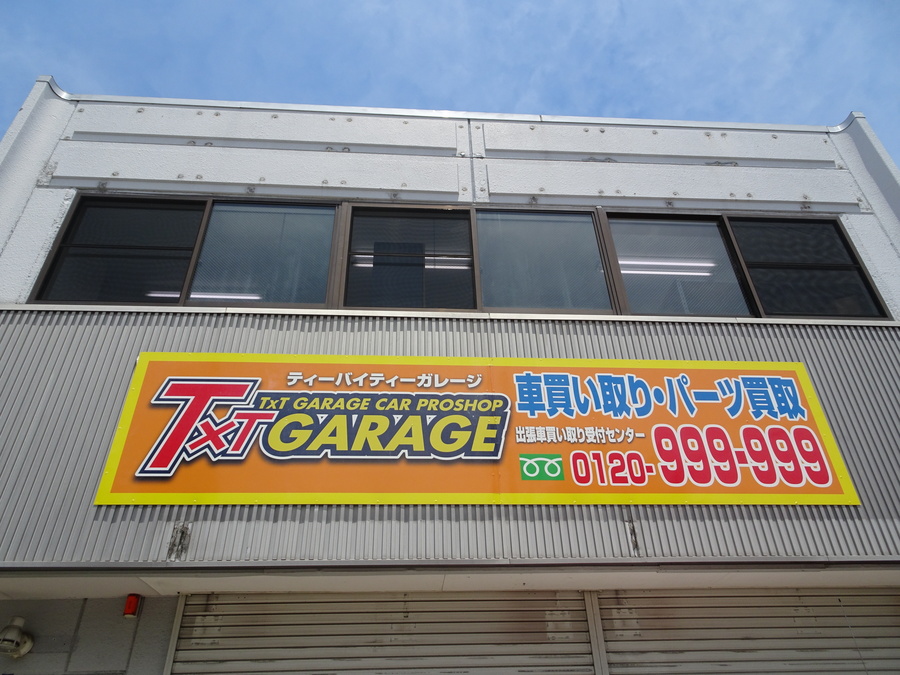 ティーバイティーガレージ
TxT
TxT GARAGE CAR PROSHOP
GARAGE
車買い取り・パーツ買取
出張車買い取り受付センター
0120-999-999